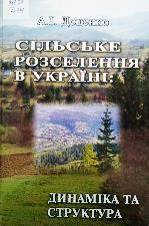 А.І. Доценко
СІЛЬСЬКЕ
РОЗСЕЛЕННЯ
В УКРАЇНІ:
ДИНАМІКА ТА
СТРУКТУРА